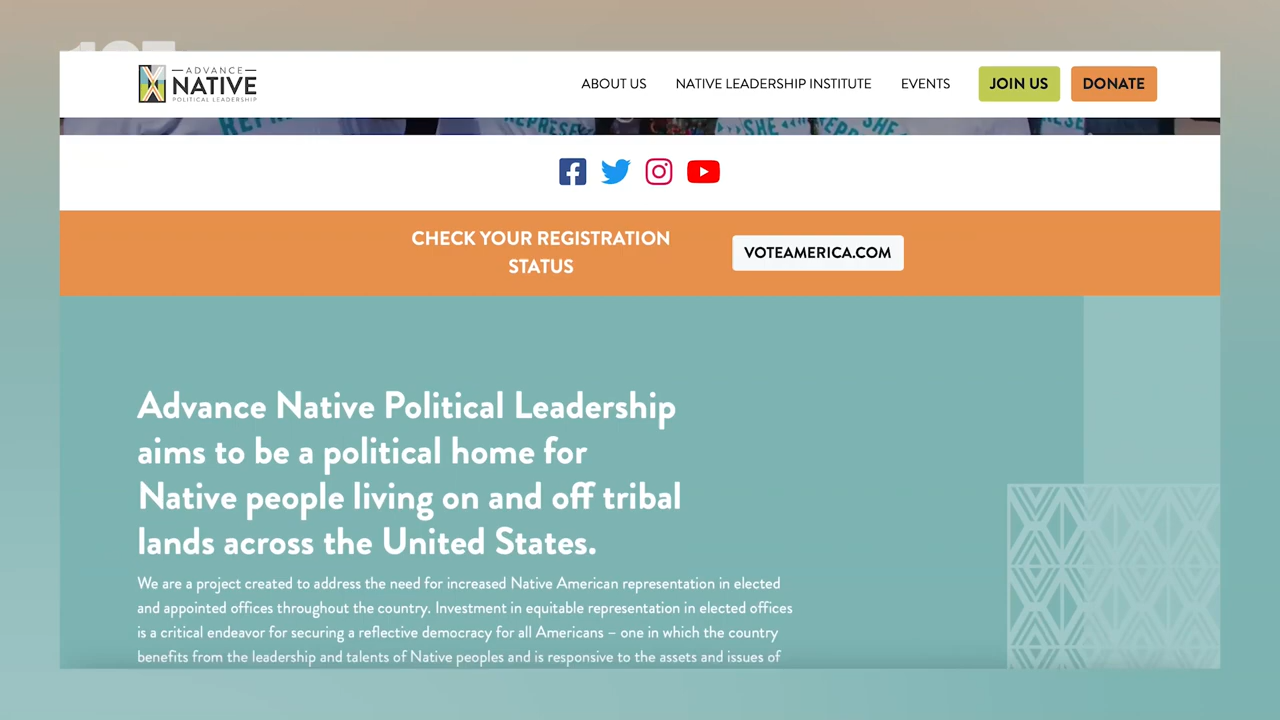 ADVANCE
NATIVE
POLITICAL LEADERSHIP
ABOUT US
NATIVE LEADERSHIP INSTITUTE
EVENTS
JOIN US
DONATE
SHE
SHE
CHECK YOUR REGISTRATION
STATUS
VOTEAMERICA.COM
Advance Native Political Leadership
aims to be a political home for
Native people living on and off tribal
lands across the United States.
We are a project created to address the need for increased Native American representation in elected
and appointed offices throughout the country. Investment in equitable representation in elected offices
is a critical endeavor for securing a reflective democracy for all Americans – one in which the country
benefits from the leadership and talents of Native peoples and is responsive to the assets and issues of